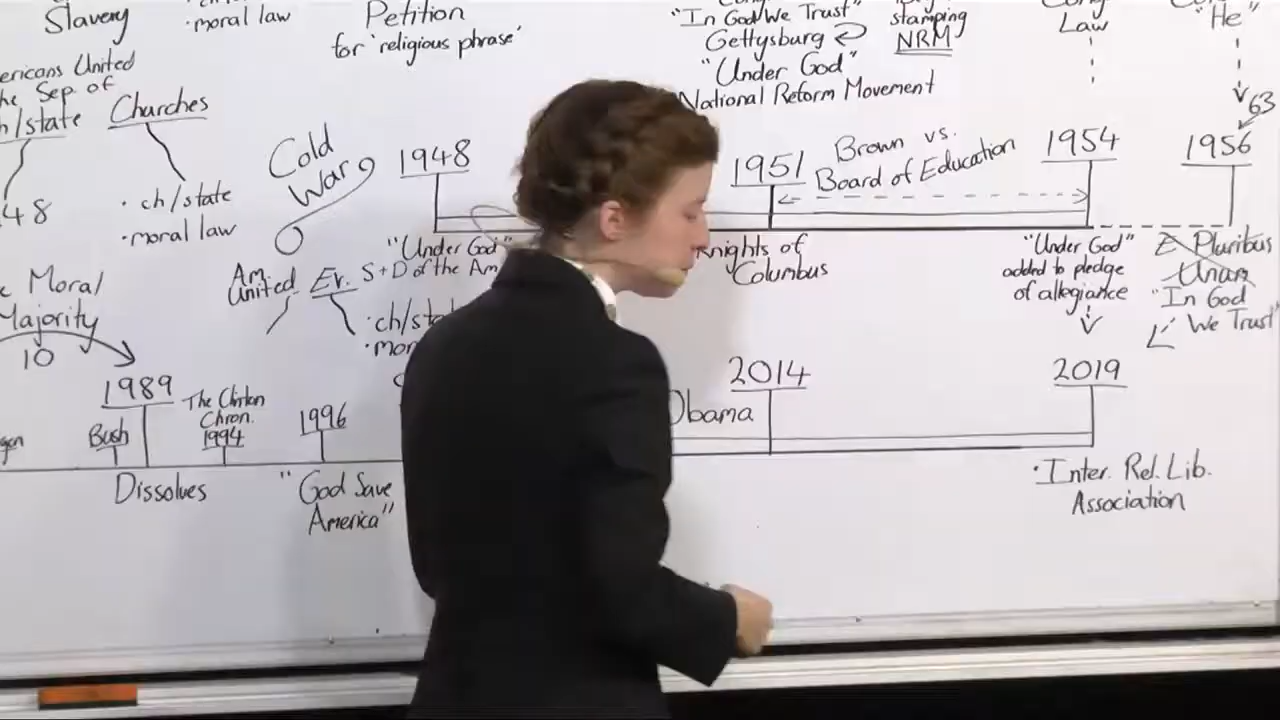 Slavery
· moral law
Petition
for 'religious phrase'
"In God We Trust"
Gettysburg
"Under God"
National Reform Movement
stamping
NRM
Law
"He"
ericans United
he Sep. of
h/state
Churches
48
· ch/state
· moral law
Cold
War
1948
1951
Brown vs.
Board of Education
1954
63
1956
"Under God"
S+D of the Am
Knights of
Columbus
"Under God"
added to pledge
of allegiance
E Pluribus
Unam
"In God
We Trust"
Am.
United
Ev.
· ch/sta
· mor
e Moral
Majority
10
1989
Bush
The Clinton
Chron.
1994
1996
2014
Obama
2019
gan
Dissolves
"God Save
America"
· Inter. Rel. Lib.
Association